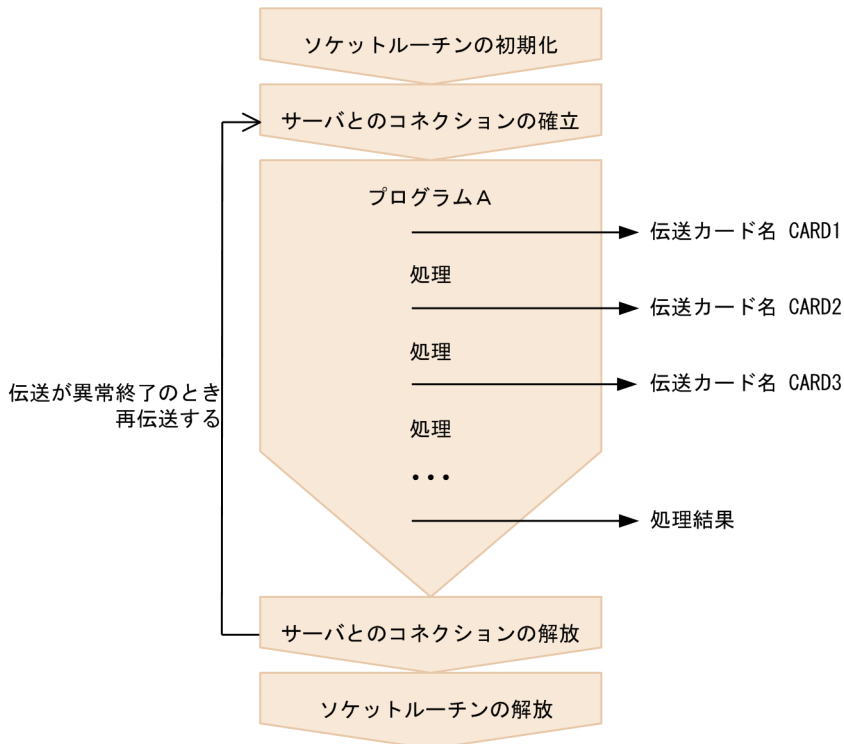 ソケットルーチンの初期化
サーバとのコネクションの確立
プログラムA
伝送カード名 CARD1
処理
伝送カード名 CARD2
処理
伝送カード名 CARD3
伝送が異常終了のとき
再伝送する
処理
・・・
処理結果
サーバとのコネクションの解放
ソケットルーチンの解放